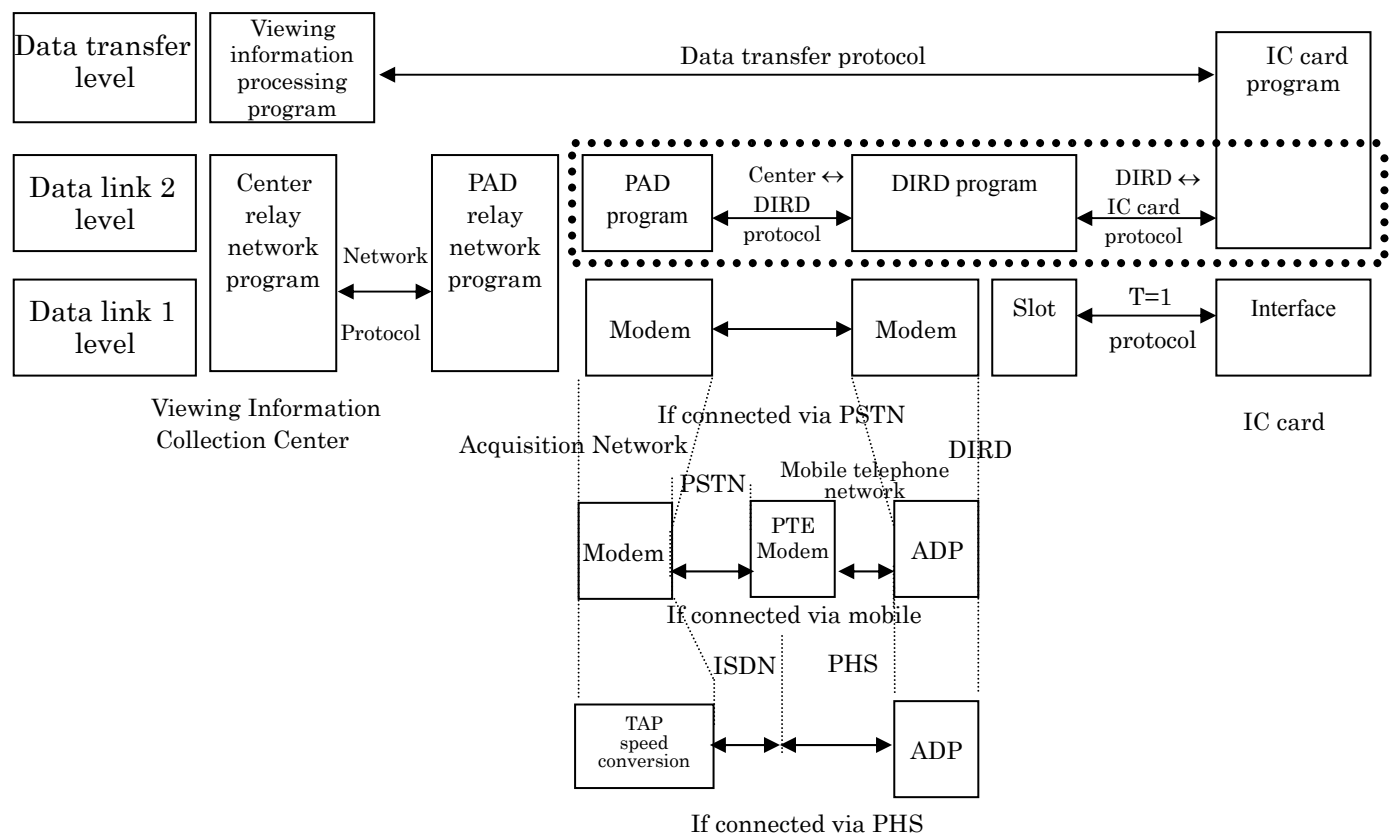 Data transfer
level
Viewing
information
processing
program
Data transfer protocol
IC card
program
Data link 2
level
Center
relay
network
program
Network
Protocol
PAD
relay
network
program
PAD
program
Center ↔
DIRD
protocol
DIRD program
DIRD ↔
IC card
protocol
Data link 1
level
Modem
Modem
Slot
T=1
protocol
Interface
Viewing Information
Collection Center
If connected via PSTN
IC card
Acquisition Network
DIRD
PSTN
Mobile telephone
network
Modem
PTE
Modem
ADP
If connected via mobile
ISDN
PHS
TAP
speed
conversion
ADP
If connected via PHS